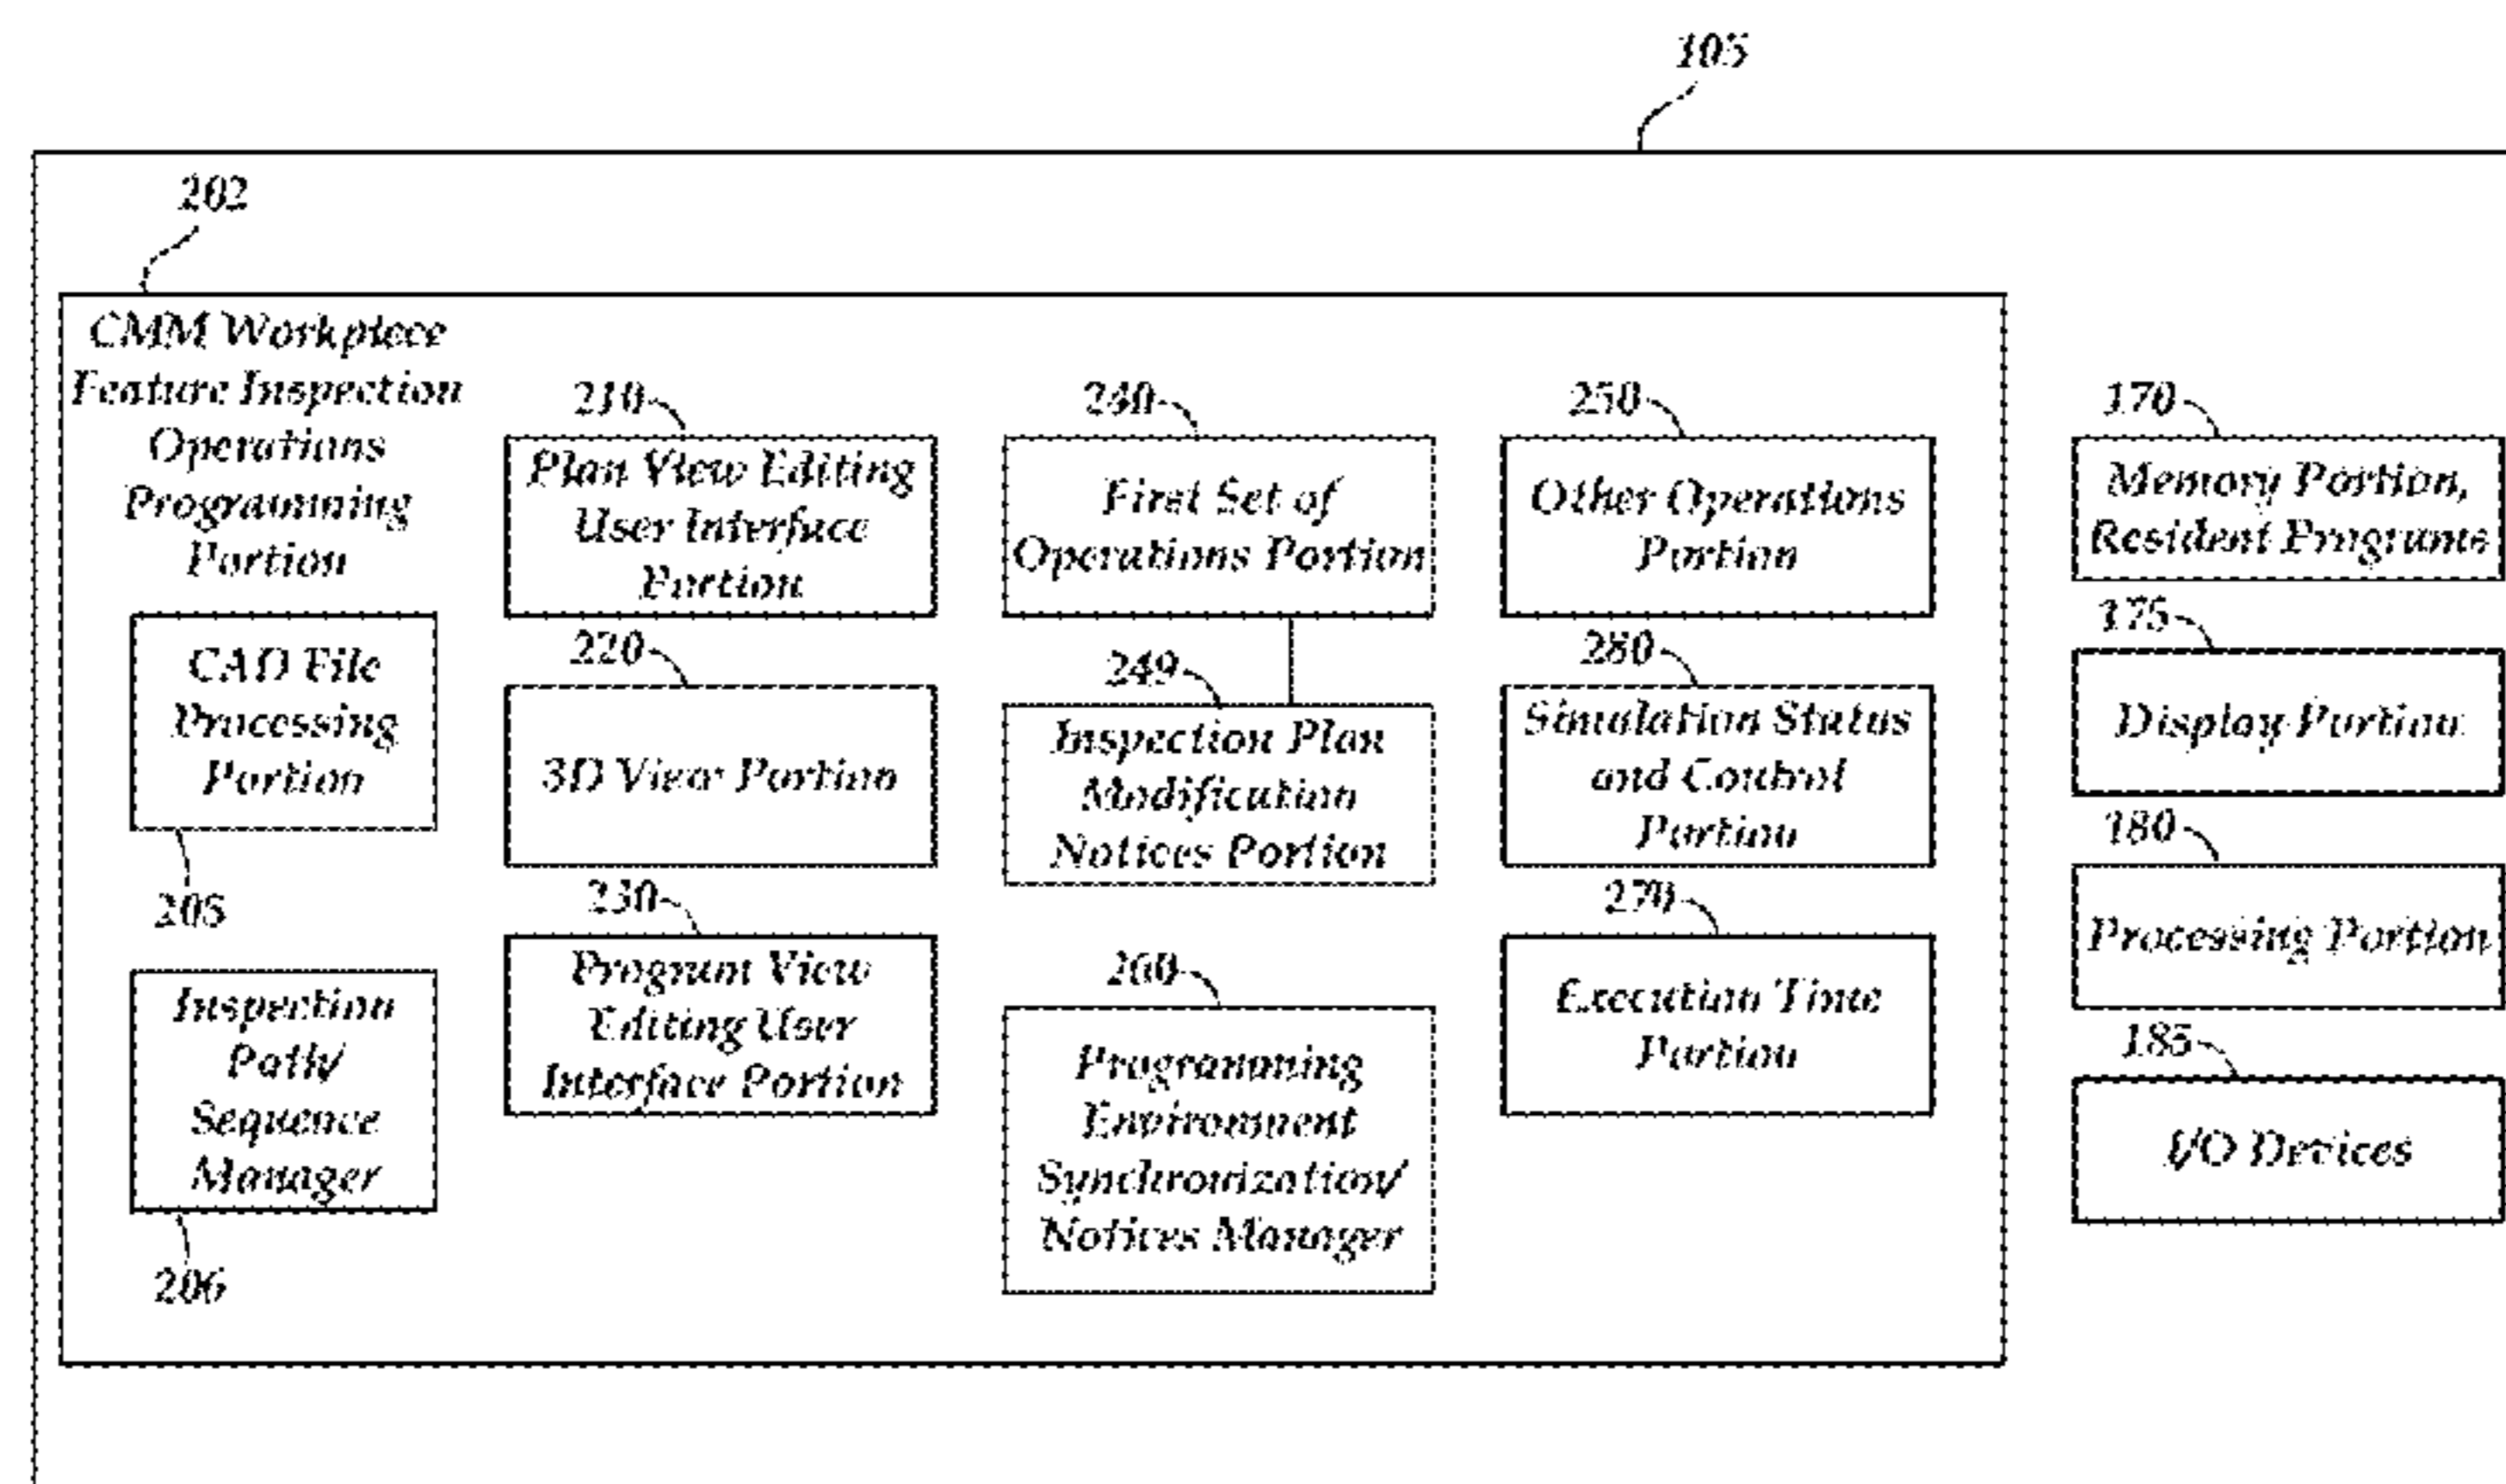 105
202
CMM Workpiece
Feature Inspection
Operations
Programming
Portion
CAD File
Processing
Portion
205
Inspection
Path/
Sequence
Manager
206
210
Plan View Editing
User Interface
Portion
220
3D View Portion
230
Program View
Editing User
Interface Portion
240
First Set of
Operations Portion
249
Inspection Plan
Modification
Notices Portion
260
Programming
Environment
Synchronization/
Notices Manager
250
Other Operations
Portion
280
Simulation Status
and Control
Portion
270
Execution Time
Portion
170
Memory Portion,
Resident Programs
175
Display Portion
180
Processing Portion
185
I/O Devices